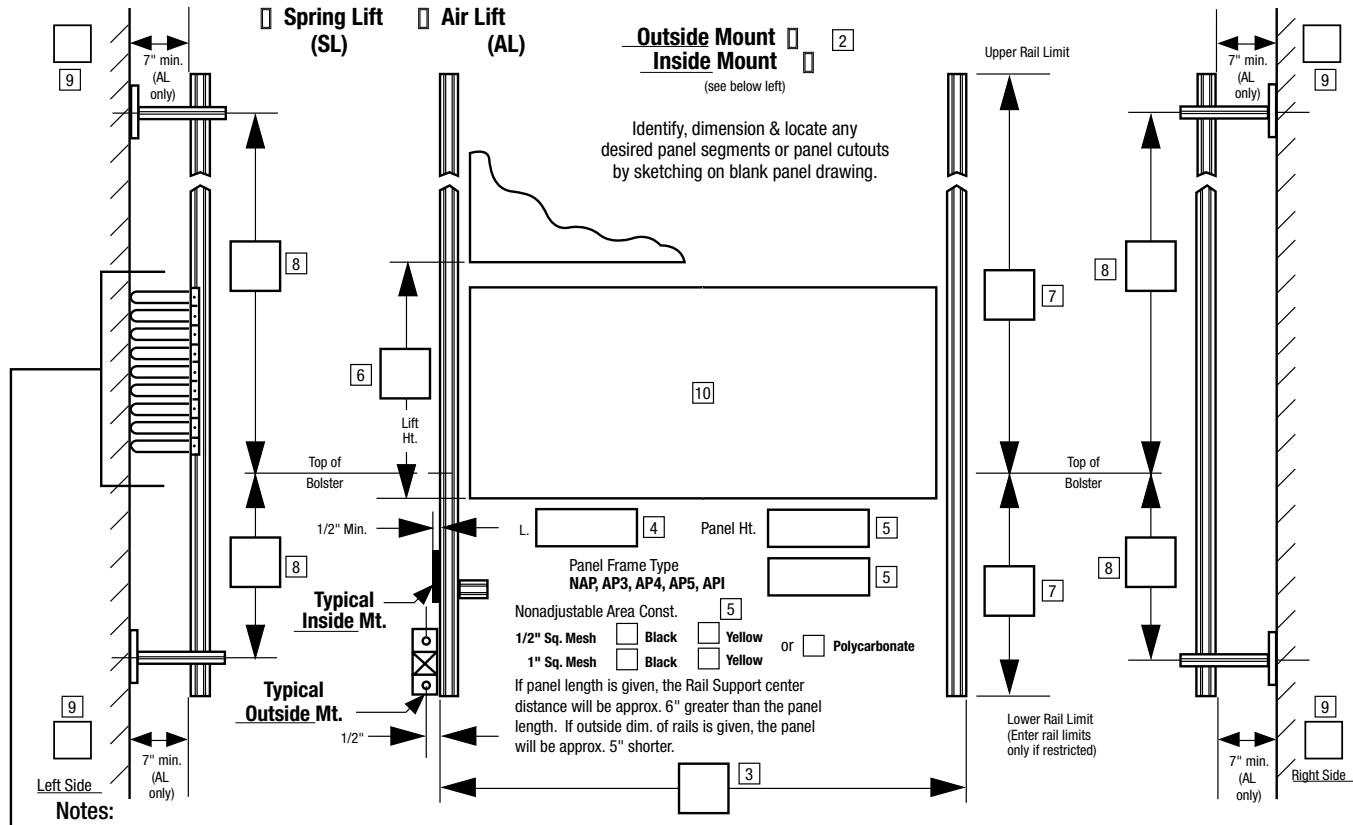 Spring Lift
(SL)
Air Lift
(AL)
Outside Mount
2
Inside Mount
(see below left)
9
7" min.
(AL
only)
Upper Rail Limit
7" min.
(AL
only)
9
Identify, dimension & locate any
desired panel segments or panel cutouts
by sketching on blank panel drawing.
8
7
8
6
10
Lift
Ht.
Top of
Bolster
Top of
Bolster
1/2" Min.
L.
4
Panel Ht.
5
8
Panel Frame Type
NAP, AP3, AP4, AP5, API
5
7
8
Typical
Inside Mt.
Nonadjustable Area Const.
5
1/2" Sq. Mesh
Black
Yellow
or
Polycarbonate
1" Sq. Mesh
Black
Yellow
Typical
Outside Mt.
If panel length is given, the Rail Support center
distance will be approx. 6" greater than the panel
length. If outside dim. of rails is given, the panel
will be approx. 5" shorter.
1/2"
Lower Rail Limit
(Enter rail limits
only if restricted)
9
7" min.
(AL
only)
3
7" min.
(AL
only)
9
Left Side
Right Side
Notes: